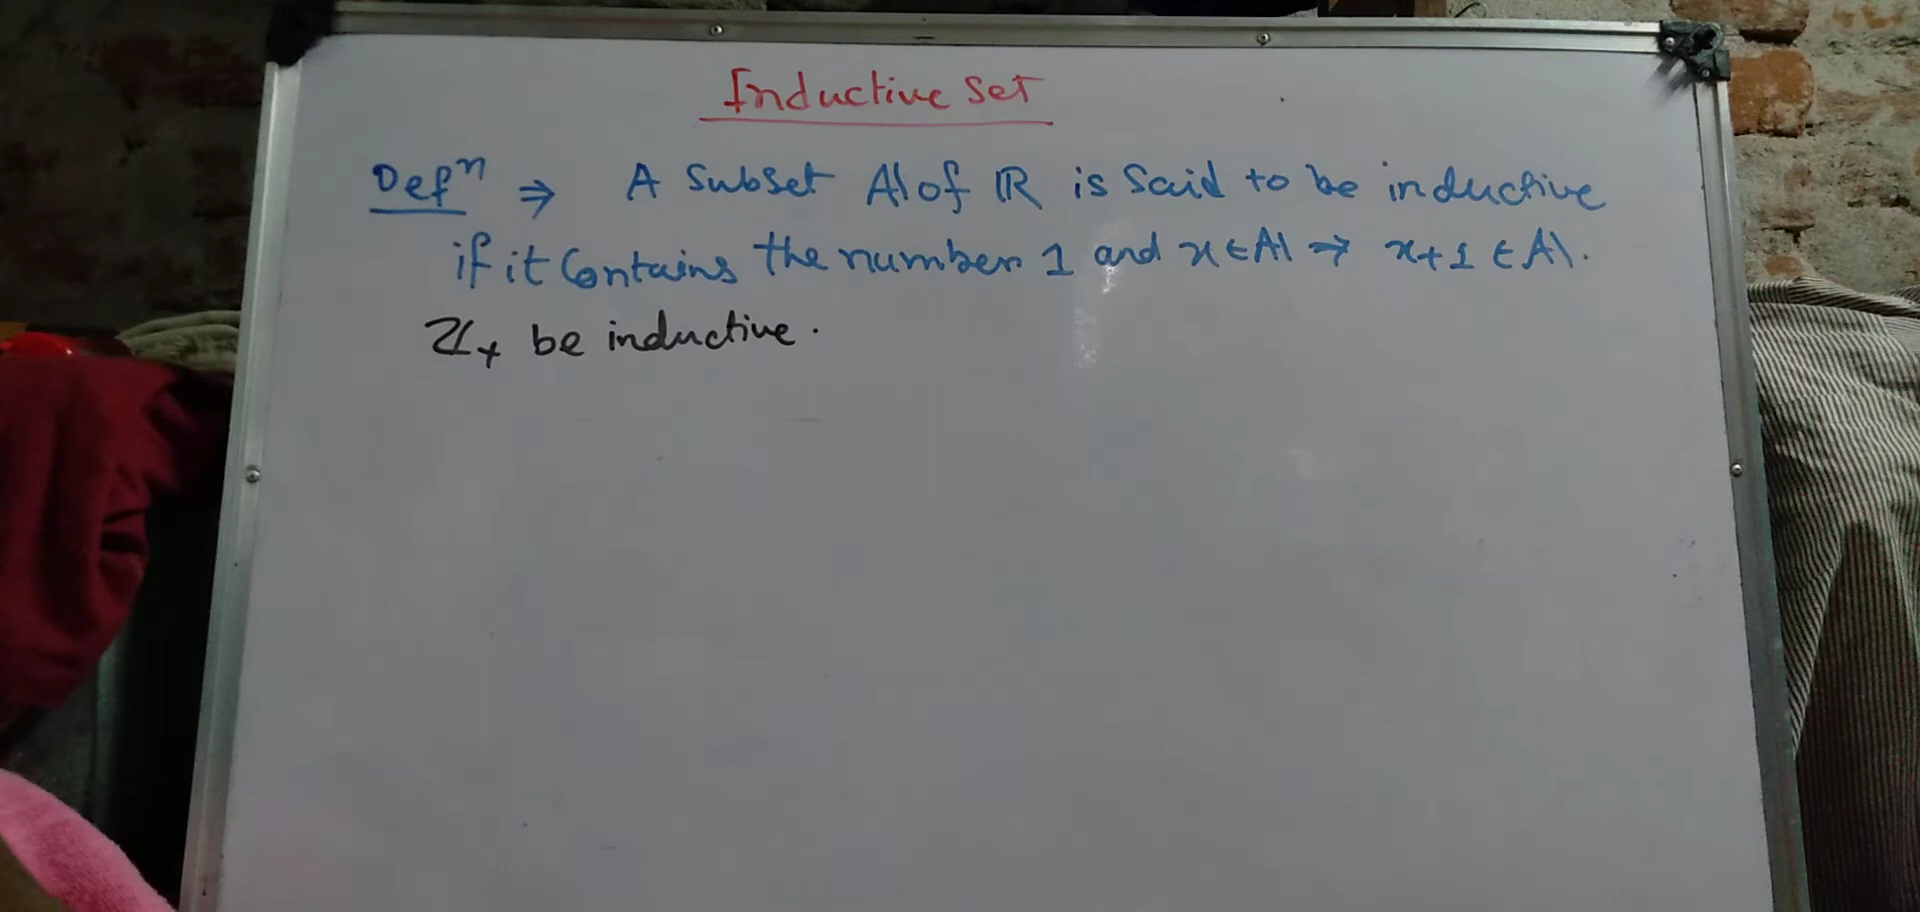 Inductive Set
Defⁿ ⇒ A Subset A of ℝ is Said to be inductive
if it Contains the number 1 and x ∈ A ⇒ x+1 ∈ A.
ℤ₊ be inductive.